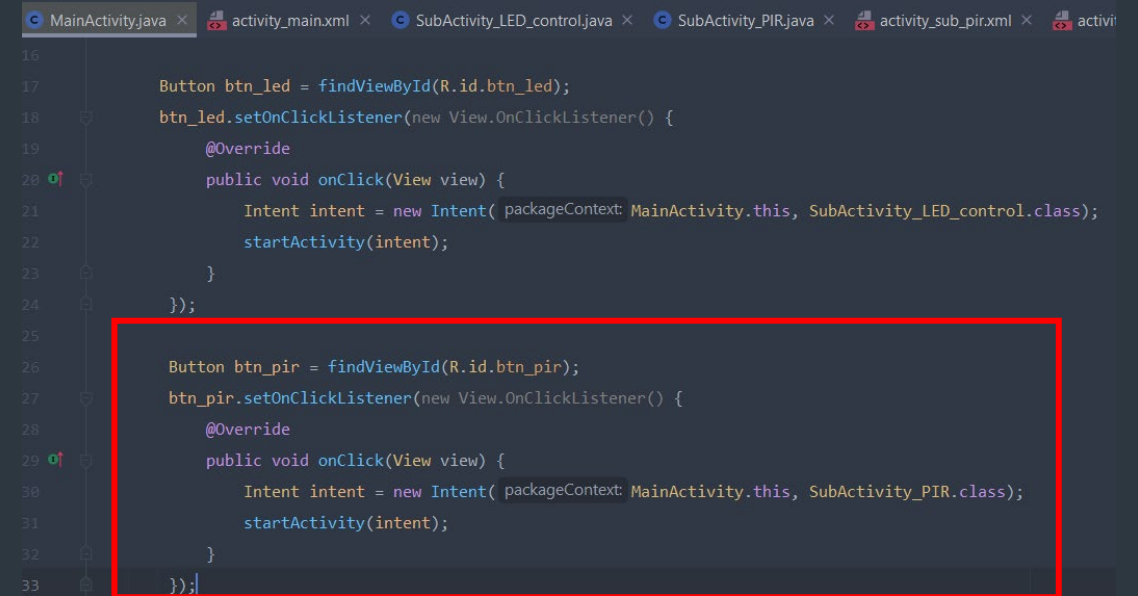 MainActivity.java × activity_main.xml × SubActivity_LED_control.java × SubActivity_PIR.java × activity_sub_pir.xml × activi
16
17 Button btn_led = findViewById(R.id.btn_led);
18 btn_led.setOnClickListener(new View.OnClickListener() {
19 @Override
20 public void onClick(View view) {
21 Intent intent = new Intent( packageContext: MainActivity.this, SubActivity_LED_control.class);
22 startActivity(intent);
23 }
24 });
25
26 Button btn_pir = findViewById(R.id.btn_pir);
27 btn_pir.setOnClickListener(new View.OnClickListener() {
28 @Override
29 public void onClick(View view) {
30 Intent intent = new Intent( packageContext: MainActivity.this, SubActivity_PIR.class);
31 startActivity(intent);
32 }
33 });